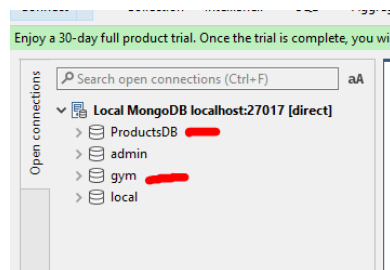 Enjoy a 30-day full product trial. Once the trial is complete, you wi
Open connections
Search open connections (Ctrl+F)
aA
Local MongoDB localhost:27017 [direct]
ProductsDB
admin
gym
local